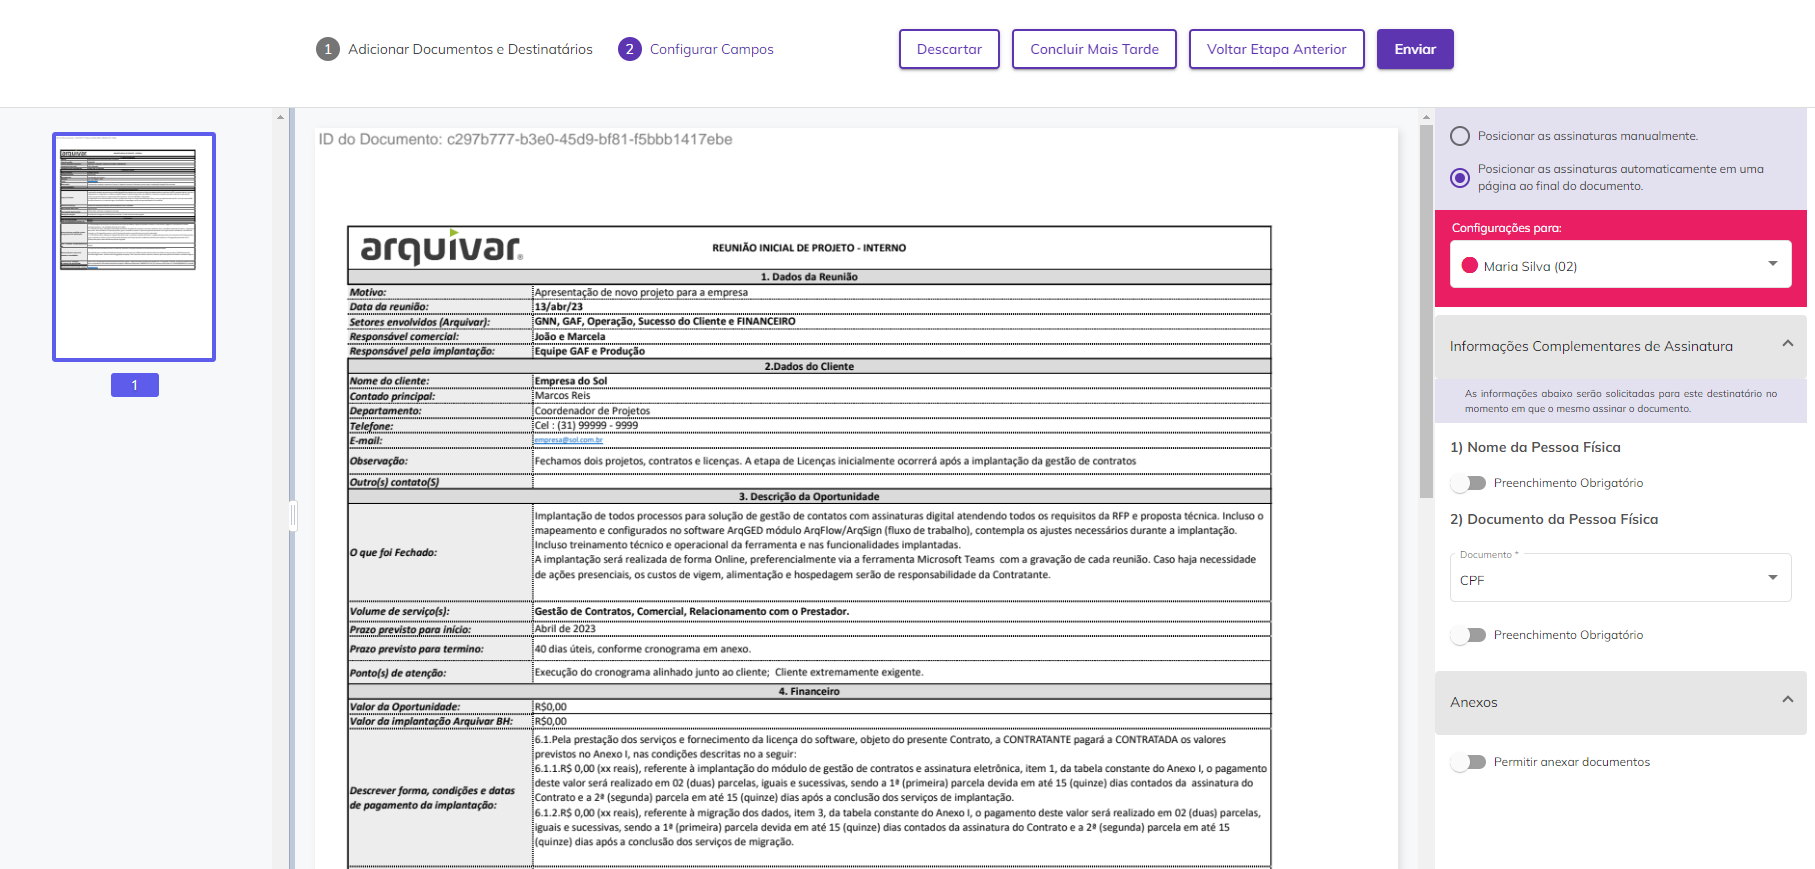 1 Adicionar Documentos e Destinatários
2 Configurar Campos
Descartar
Concluir Mais Tarde
Voltar Etapa Anterior
Enviar
1
ID do Documento: c297b777-b3e0-45d9-bf81-f5bbb1417ebe
arquivar®
REUNIÃO INICIAL DE PROJETO - INTERNO
1. Dados da Reunião
Motivo: Apresentação de novo projeto para a empresa
Data da reunião: 13/abr/23
Setores envolvidos (Arquivar): GNN, GAF, Operação, Sucesso do Cliente e FINANCEIRO
Responsável comercial: João e Marcela
Responsável pela implantação: Equipe GAF e Produção
2.Dados do Cliente
Nome do cliente: Empresa do Sol
Contado principal: Marcos Reis
Departamento: Coordenador de Projetos
Telefone: Cel : (31) 99999 - 9999
E-mail: empresa@sol.com.br
Observação: Fechamos dois projetos, contratos e licenças. A etapa de Licenças inicialmente ocorrerá após a implantação da gestão de contratos
Outro(s) contato(S)
3. Descrição da Oportunidade
O que foi Fechado:
Implantação de todos processos para solução de gestão de contatos com assinaturas digital atendendo todos os requisitos da RFP e proposta técnica. Incluso o
mapeamento e configurados no software ArqGED módulo ArqFlow/ArqSign (fluxo de trabalho), contempla os ajustes necessários durante a implantação.
Incluso treinamento técnico e operacional da ferramenta e nas funcionalidades implantadas.
A implantação será realizada de forma Online, preferencialmente via a ferramenta Microsoft Teams com a gravação de cada reunião. Caso haja necessidade
de ações presenciais, os custos de vigem, alimentação e hospedagem serão de responsabilidade da Contratante.
Volume de serviço(s): Gestão de Contratos, Comercial, Relacionamento com o Prestador.
Prazo previsto para início: Abril de 2023
Prazo previsto para termino: 40 dias úteis, conforme cronograma em anexo.
Ponto(s) de atenção: Execução do cronograma alinhado junto ao cliente; Cliente extremamente exigente.
4. Financeiro
Valor da Oportunidade: R$0,00
Valor da implantação Arquivar BH: R$0,00
Descrever forma, condições e datas
de pagamento da implantação:
6.1.Pela prestação dos serviços e fornecimento da licença do software, objeto do presente Contrato, a CONTRATANTE pagará a CONTRATADA os valores
previstos no Anexo I, nas condições descritas no a seguir:
6.1.1.R$ 0,00 (xx reais), referente à implantação do módulo de gestão de contratos e assinatura eletrônica, item 1, da tabela constante do Anexo I, o pagamento
deste valor será realizado em 02 (duas) parcelas, iguais e sucessivas, sendo a 1ª (primeira) parcela devida em até 15 (quinze) dias contados da assinatura do
Contrato e a 2ª (segunda) parcela em até 15 (quinze) dias após a conclusão dos serviços de implantação.
6.1.2.R$ 0,00 (xx reais), referente à migração dos dados, item 3, da tabela constante do Anexo I, o pagamento deste valor será realizado em 02 (duas) parcelas,
iguais e sucessivas, sendo a 1ª (primeira) parcela devida em até 15 (quinze) dias contados da assinatura do Contrato e a 2ª (segunda) parcela em até 15
(quinze) dias após a conclusão dos serviços de migração.
Posicionar as assinaturas manualmente.
Posicionar as assinaturas automaticamente em uma
página ao final do documento.
Configurações para:
Maria Silva (02)
Informações Complementares de Assinatura
As informações abaixo serão solicitadas para este destinatário no
momento em que o mesmo assinar o documento.
1) Nome da Pessoa Física
Preenchimento Obrigatório
2) Documento da Pessoa Física
Documento *
CPF
Preenchimento Obrigatório
Anexos
Permitir anexar documentos